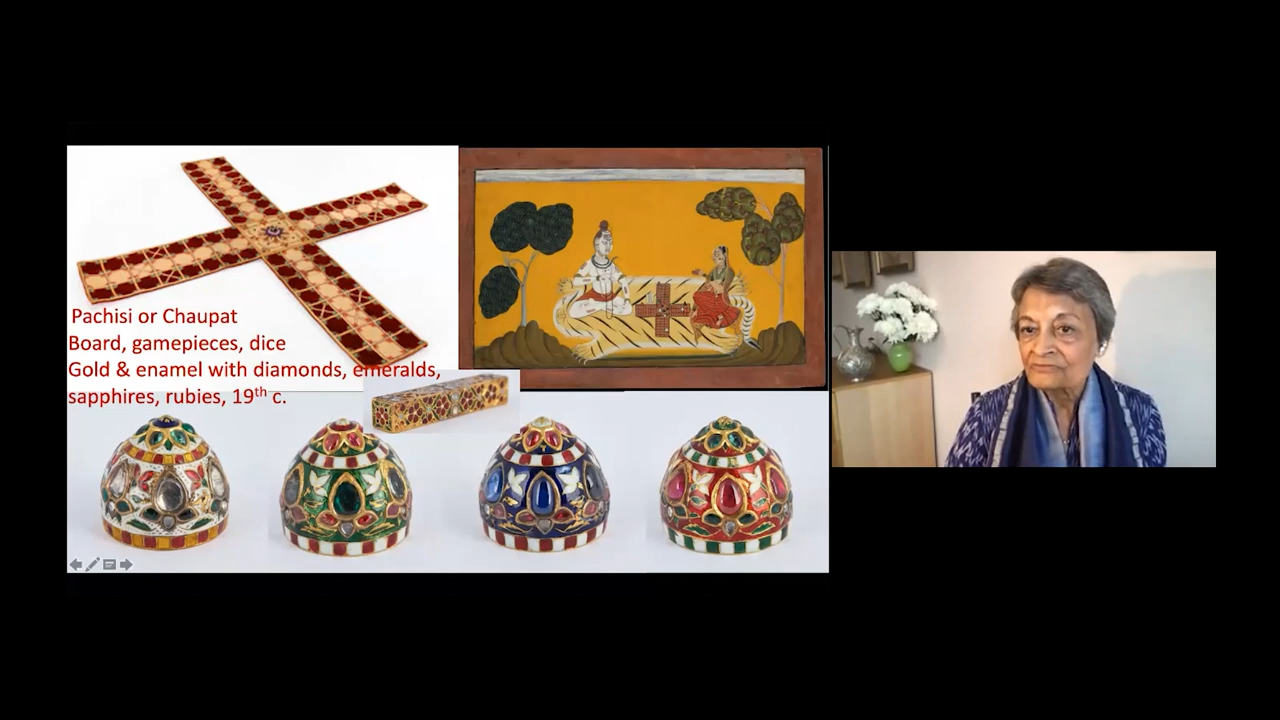 Pachisi or Chaupat
Board, gamepieces, dice
Gold & enamel with diamonds, emeralds,
sapphires, rubies, 19th c.